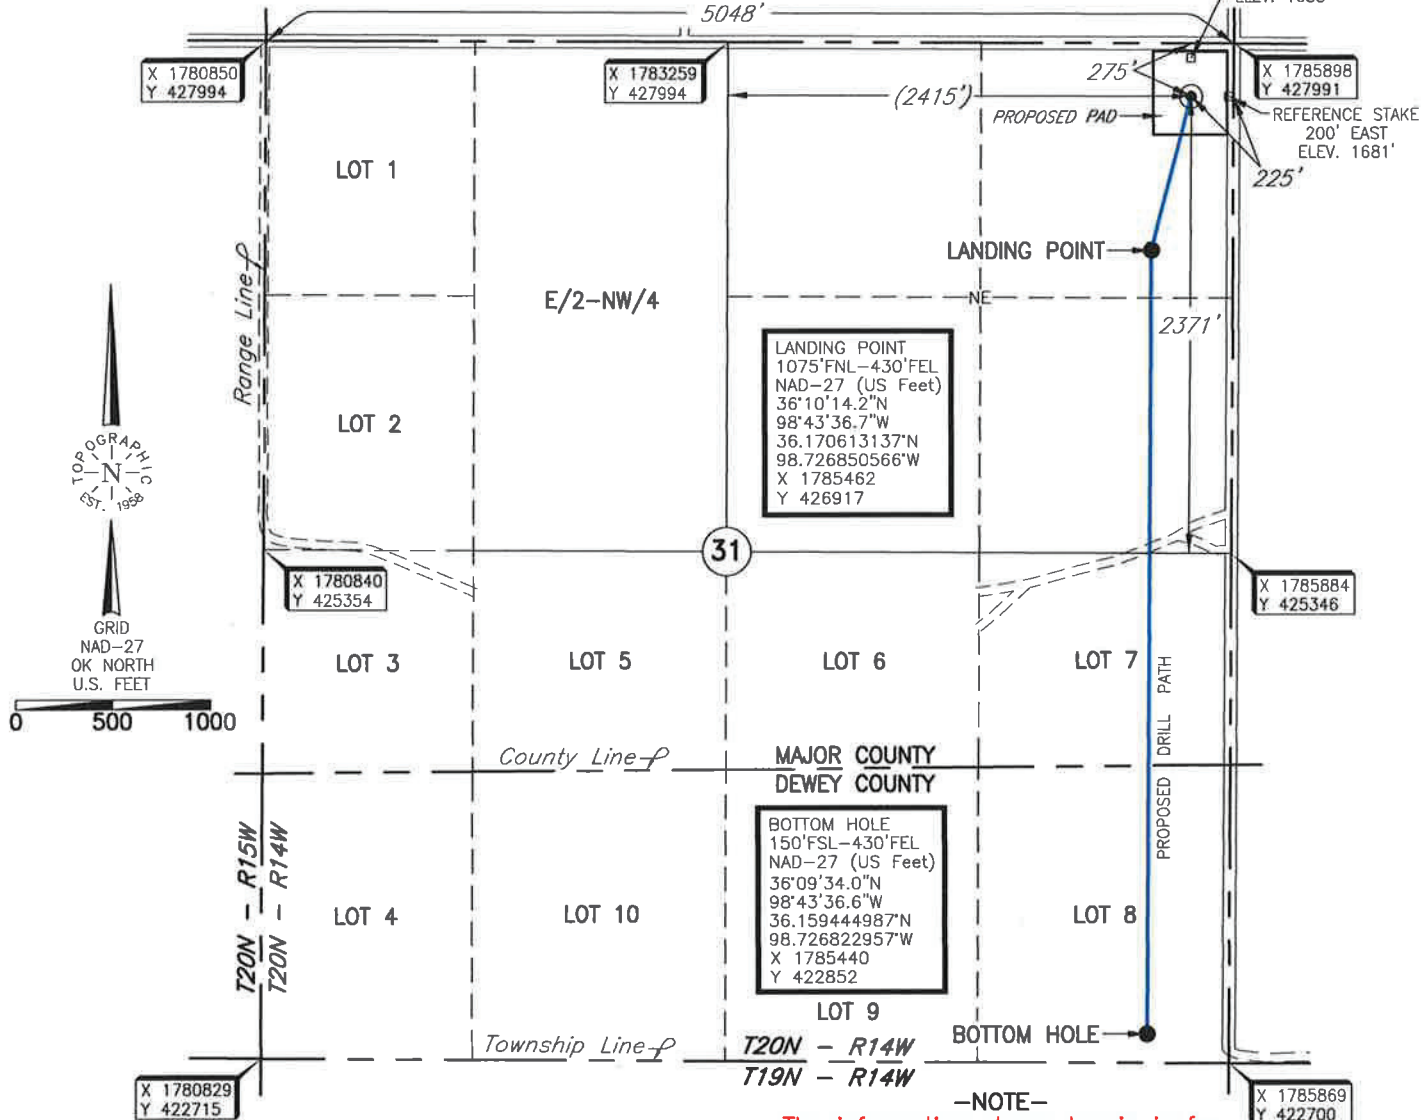 ELEV.
5048'
X 1780850
Y 427994
X 1783259
Y 427994
X 1785898
Y 427991
275'
(2415')
PROPOSED PAD
REFERENCE STAKE
200' EAST
ELEV. 1681'
225'
LOT 1
LANDING POINT
Range Line
E/2-NW/4
NE
2371'
LANDING POINT
1075'FNL-430'FEL
NAD-27 (US Feet)
36°10'14.2"N
98°43'36.7"W
36.170613137°N
98.726850566°W
X 1785462
Y 426917
LOT 2
TOPOGRAPHIC
N
EST. 1958
31
X 1780840
Y 425354
X 1785884
Y 425346
GRID
NAD-27
OK NORTH
U.S. FEET
0 500 1000
LOT 3
LOT 5
LOT 6
LOT 7
PROPOSED DRILL PATH
County Line
MAJOR COUNTY
DEWEY COUNTY
BOTTOM HOLE
150'FSL-430'FEL
NAD-27 (US Feet)
36°09'34.0"N
98°43'36.6"W
36.159444987°N
98.726822957°W
X 1785440
Y 422852
T20N - R15W
T20N - R14W
LOT 4
LOT 10
LOT 8
LOT 9
BOTTOM HOLE
Township Line
T20N - R14W
T19N - R14W
X 1780829
Y 422715
-NOTE-
X 1785869
Y 422700